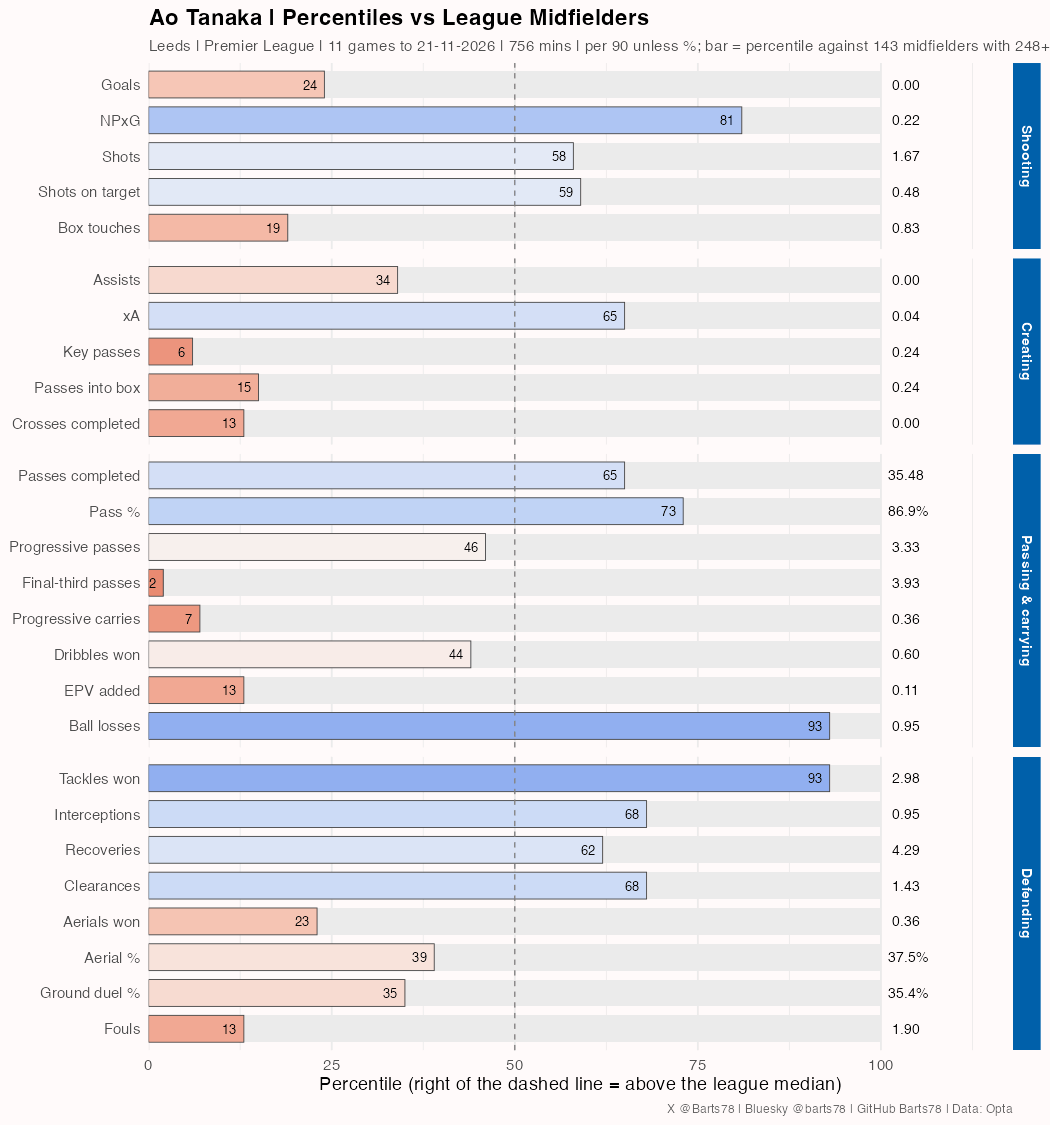 Ao Tanaka | Percentiles vs League Midfielders
Leeds | Premier League | 11 games to 21-11-2026 | 756 mins | per 90 unless %; bar = percentile against 143 midfielders with 248+
Shooting
Goals 24 0.00
NPxG 81 0.22
Shots 58 1.67
Shots on target 59 0.48
Box touches 19 0.83
Creating
Assists 34 0.00
xA 65 0.04
Key passes 6 0.24
Passes into box 15 0.24
Crosses completed 13 0.00
Passing & carrying
Passes completed 65 35.48
Pass % 73 86.9%
Progressive passes 46 3.33
Final-third passes 2 3.93
Progressive carries 7 0.36
Dribbles won 44 0.60
EPV added 13 0.11
Ball losses 93 0.95
Defending
Tackles won 93 2.98
Interceptions 68 0.95
Recoveries 62 4.29
Clearances 68 1.43
Aerials won 23 0.36
Aerial % 39 37.5%
Ground duel % 35 35.4%
Fouls 13 1.90
0 25 50 75 100
Percentile (right of the dashed line = above the league median)
X @Barts78 | Bluesky @barts78 | GitHub Barts78 | Data: Opta